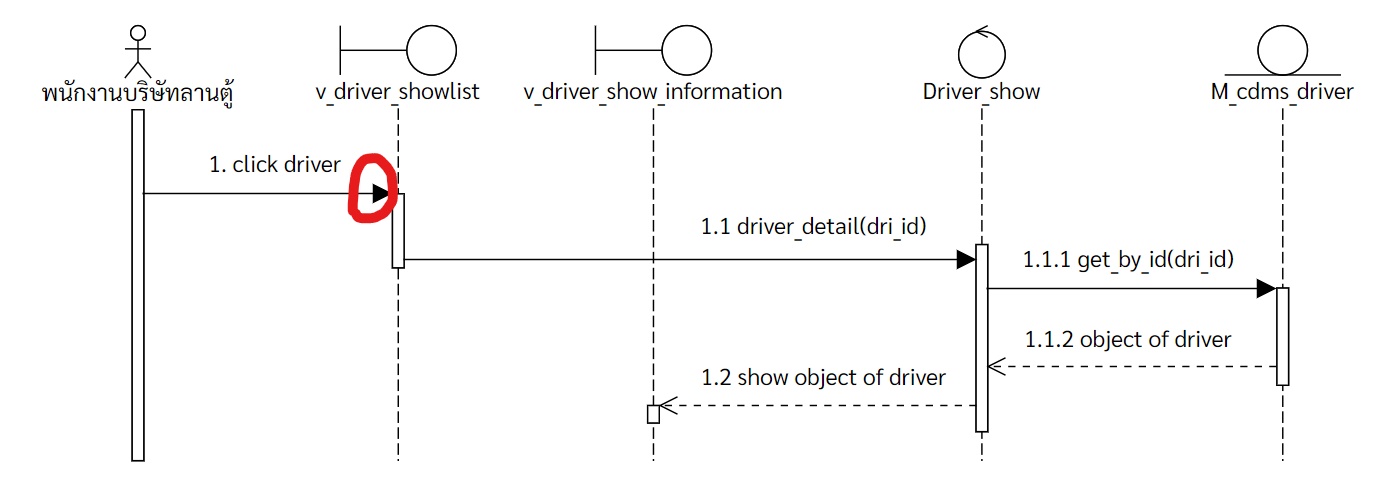 พนักงานบริษัทลานตู้
v_driver_showlist
v_driver_show_information
Driver_show
M_cdms_driver
1. click driver
1.1 driver_detail(dri_id)
1.1.1 get_by_id(dri_id)
1.1.2 object of driver
1.2 show object of driver